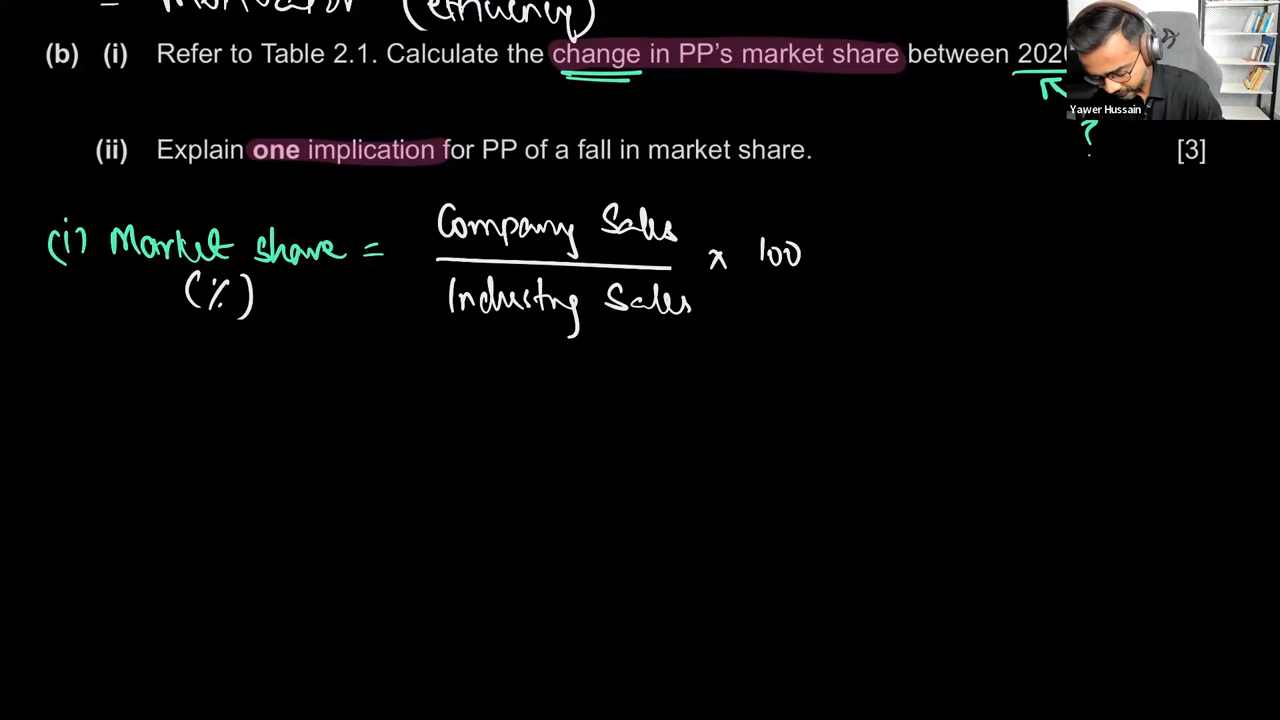 = (efficiency)
(b) (i) Refer to Table 2.1. Calculate the change in PP's market share between 202
Yawer Hussain
?
(ii) Explain one implication for PP of a fall in market share. [3]
(i) Market share = Company Sales / Industry Sales x 100
(%)